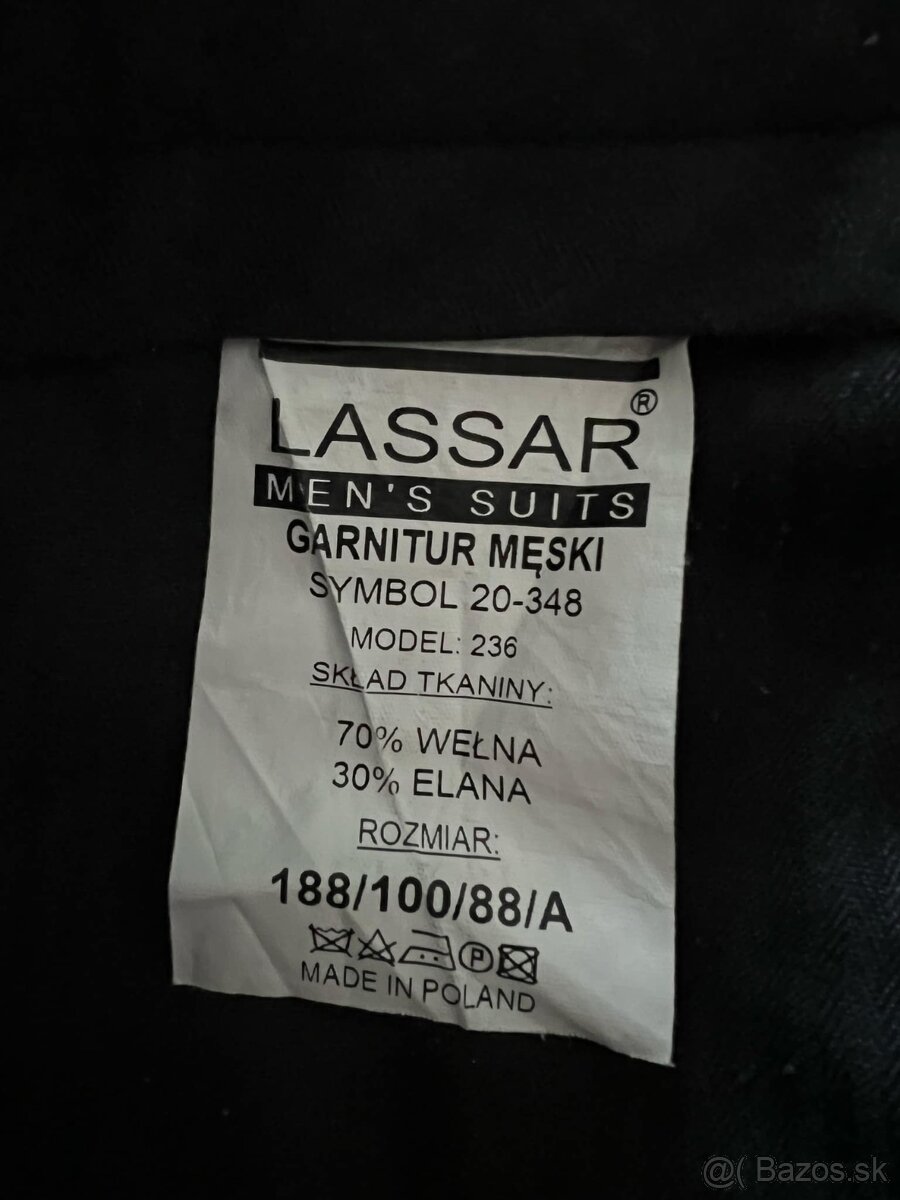 LASSAR®
MEN'S SUITS
GARNITUR MĘSKI
SYMBOL 20-348
MODEL: 236
SKŁAD TKANINY:
70% WEŁNA
30% ELANA
ROZMIAR:
188/100/88/A
P
MADE IN POLAND
@( Bazos.sk